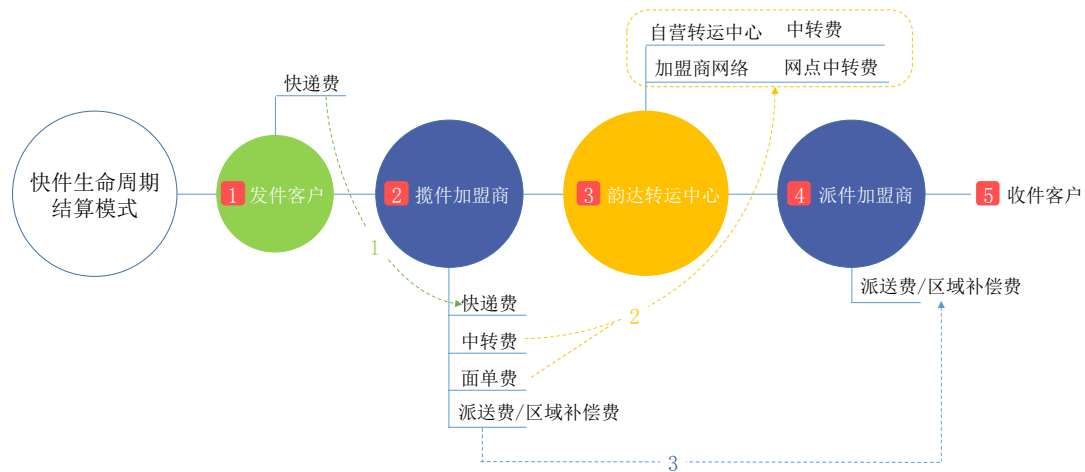 自营转运中心 中转费
加盟商网络 网点中转费
快递费
快件生命周期
结算模式
1 发件客户
2 揽件加盟商
3 韵达转运中心
4 派件加盟商
5 收件客户
1
快递费
中转费
面单费
派送费/区域补偿费
2
派送费/区域补偿费
3